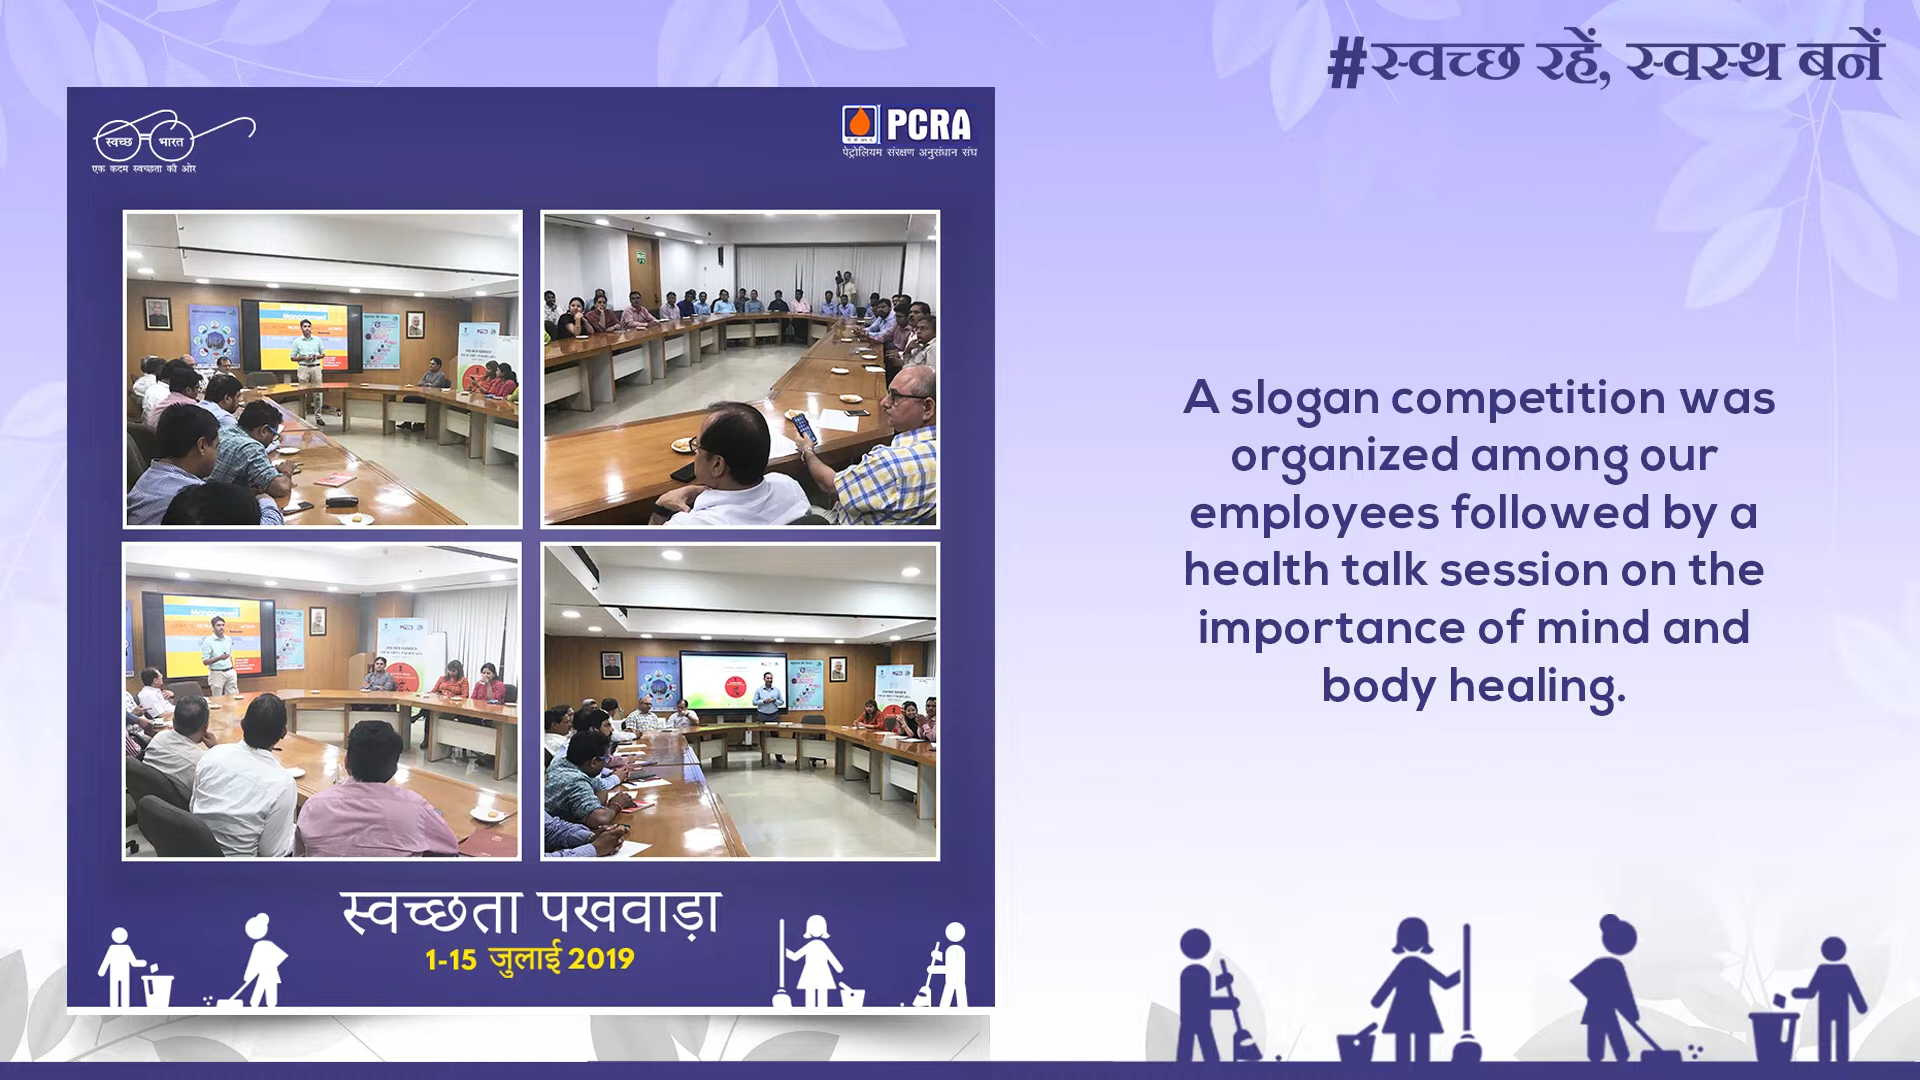 #स्वच्छ रहें, स्वस्थ बनें
स्वच्छ भारत
एक कदम स्वच्छता की ओर
PCRA
पेट्रोलियम संरक्षण अनुसंधान संघ
Management
Management
स्वच्छता पखवाड़ा
1-15 जुलाई 2019
A slogan competition was
organized among our
employees followed by a
health talk session on the
importance of mind and
body healing.